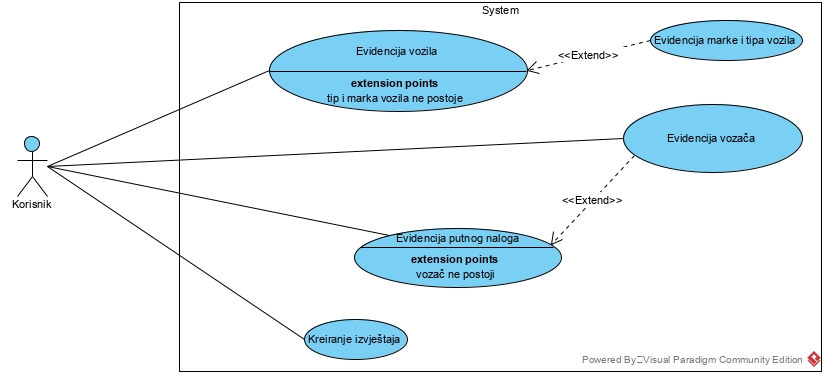 System
Evidencija vozila
extension points
tip i marka vozila ne postoje
<<Extend>>
Evidencija marke i tipa vozila
Evidencija vozača
Korisnik
<<Extend>>
Evidencija putnog naloga
extension points
vozač ne postoji
Kreiranje izvještaja
Powered By Visual Paradigm Community Edition